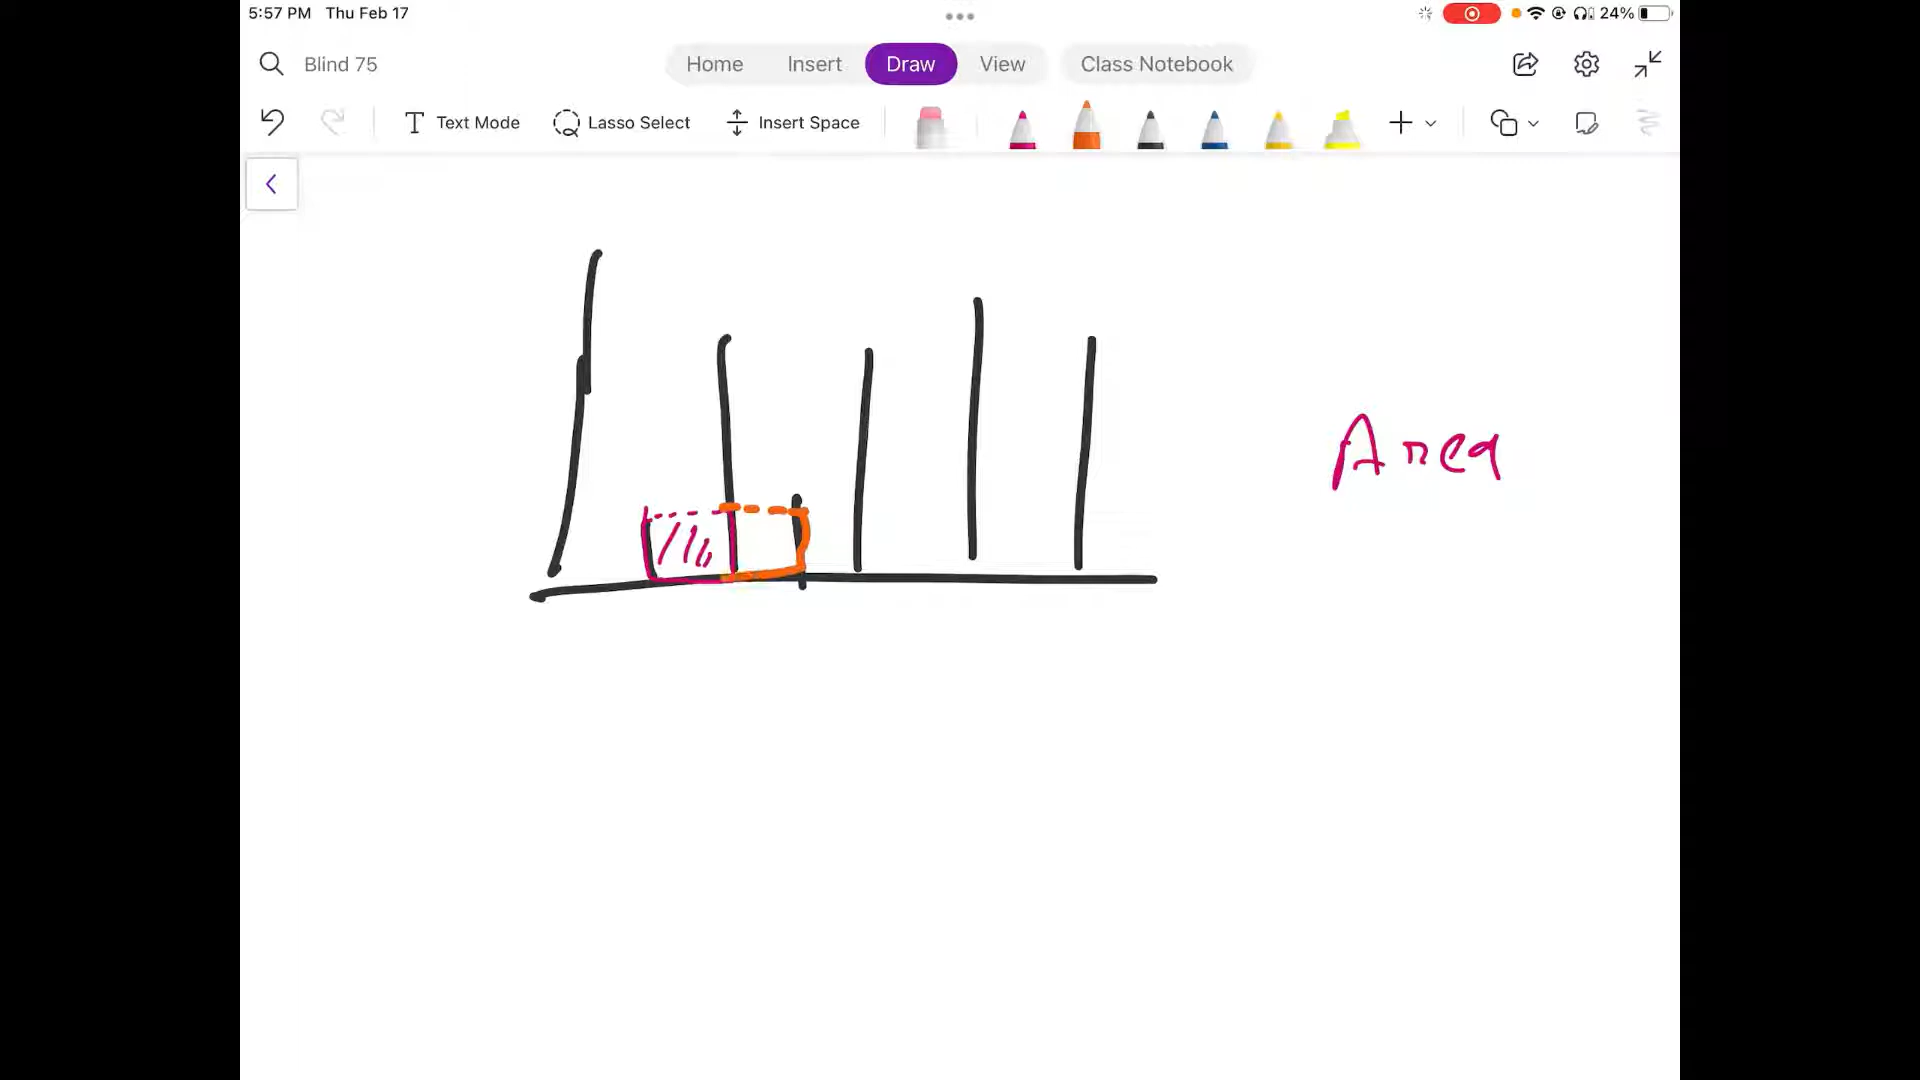 5:57 PM Thu Feb 17 24%
Blind 75 Home Insert Draw View Class Notebook
T Text Mode Lasso Select Insert Space
Area